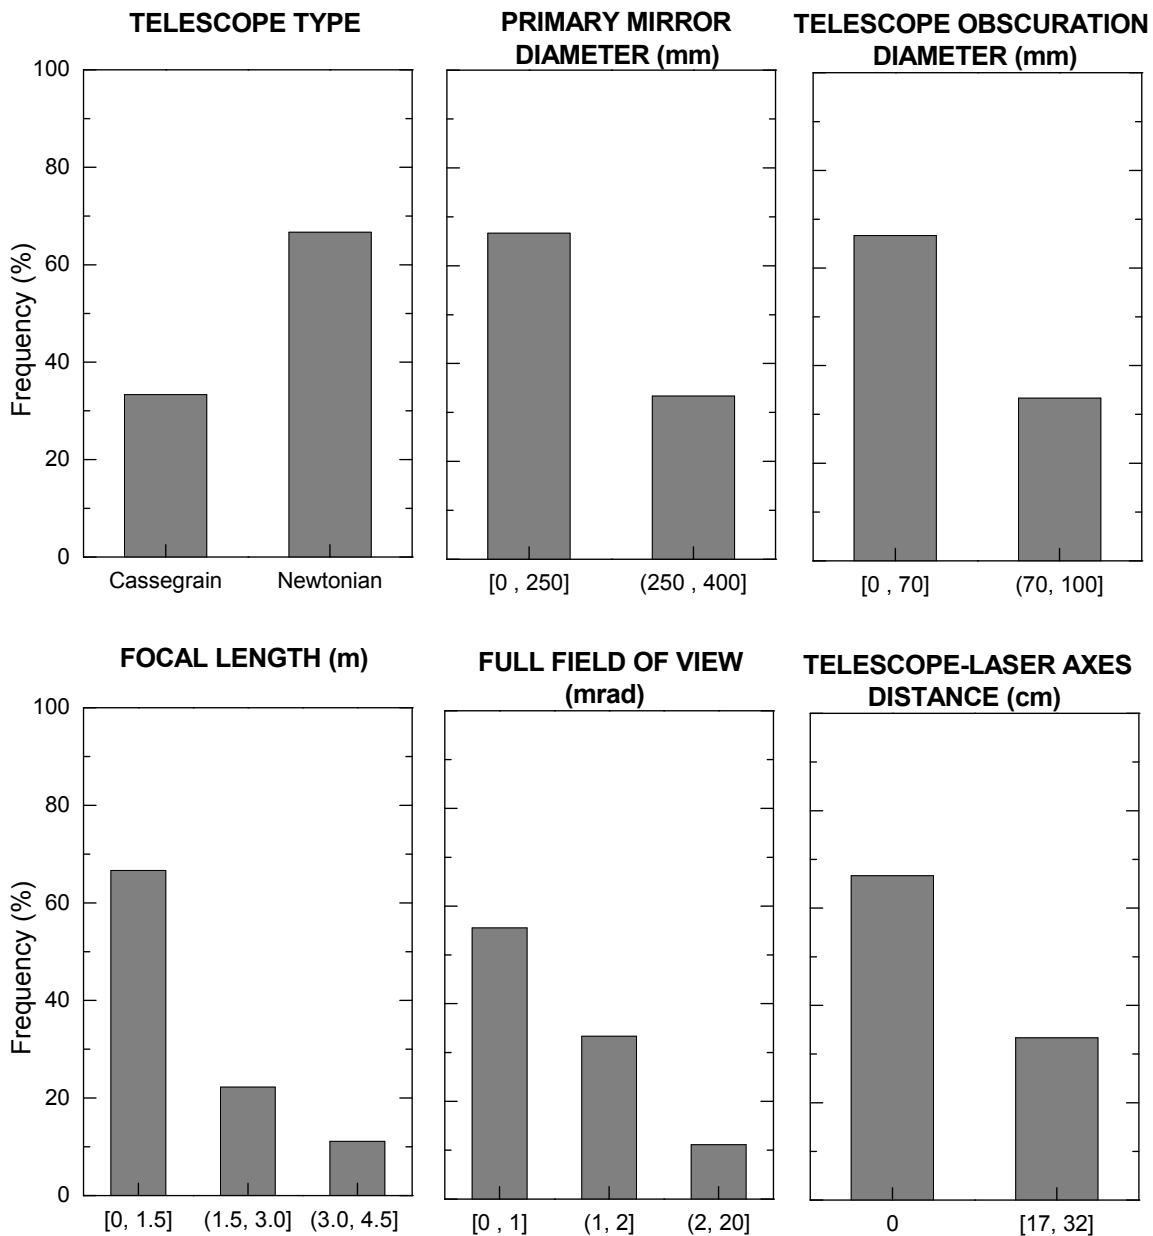 TELESCOPE TYPE
PRIMARY MIRROR
DIAMETER (mm)
TELESCOPE OBSCURATION
DIAMETER (mm)
Frequency (%)
100
80
60
40
20
0
Cassegrain
Newtonian
[0 , 250]
(250 , 400]
[0 , 70]
(70, 100]
FOCAL LENGTH (m)
FULL FIELD OF VIEW
(mrad)
TELESCOPE-LASER AXES
DISTANCE (cm)
Frequency (%)
100
80
60
40
20
0
[0, 1.5]
(1.5, 3.0]
(3.0, 4.5]
[0 , 1]
(1, 2]
(2, 20]
0
[17, 32]